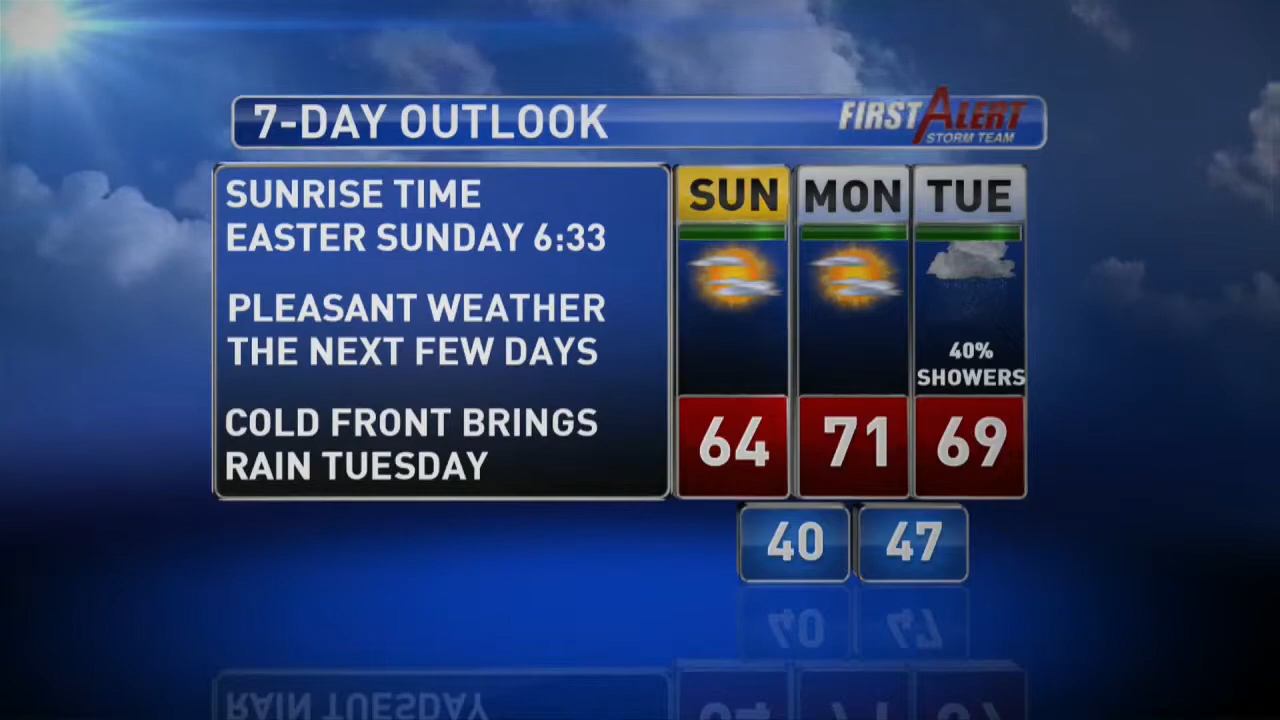 7-DAY OUTLOOK
FIRST ALERT
STORM TEAM
SUNRISE TIME
EASTER SUNDAY 6:33
PLEASANT WEATHER
THE NEXT FEW DAYS
COLD FRONT BRINGS
RAIN TUESDAY
SUN MON TUE
40%
SHOWERS
64 71 69
40 47